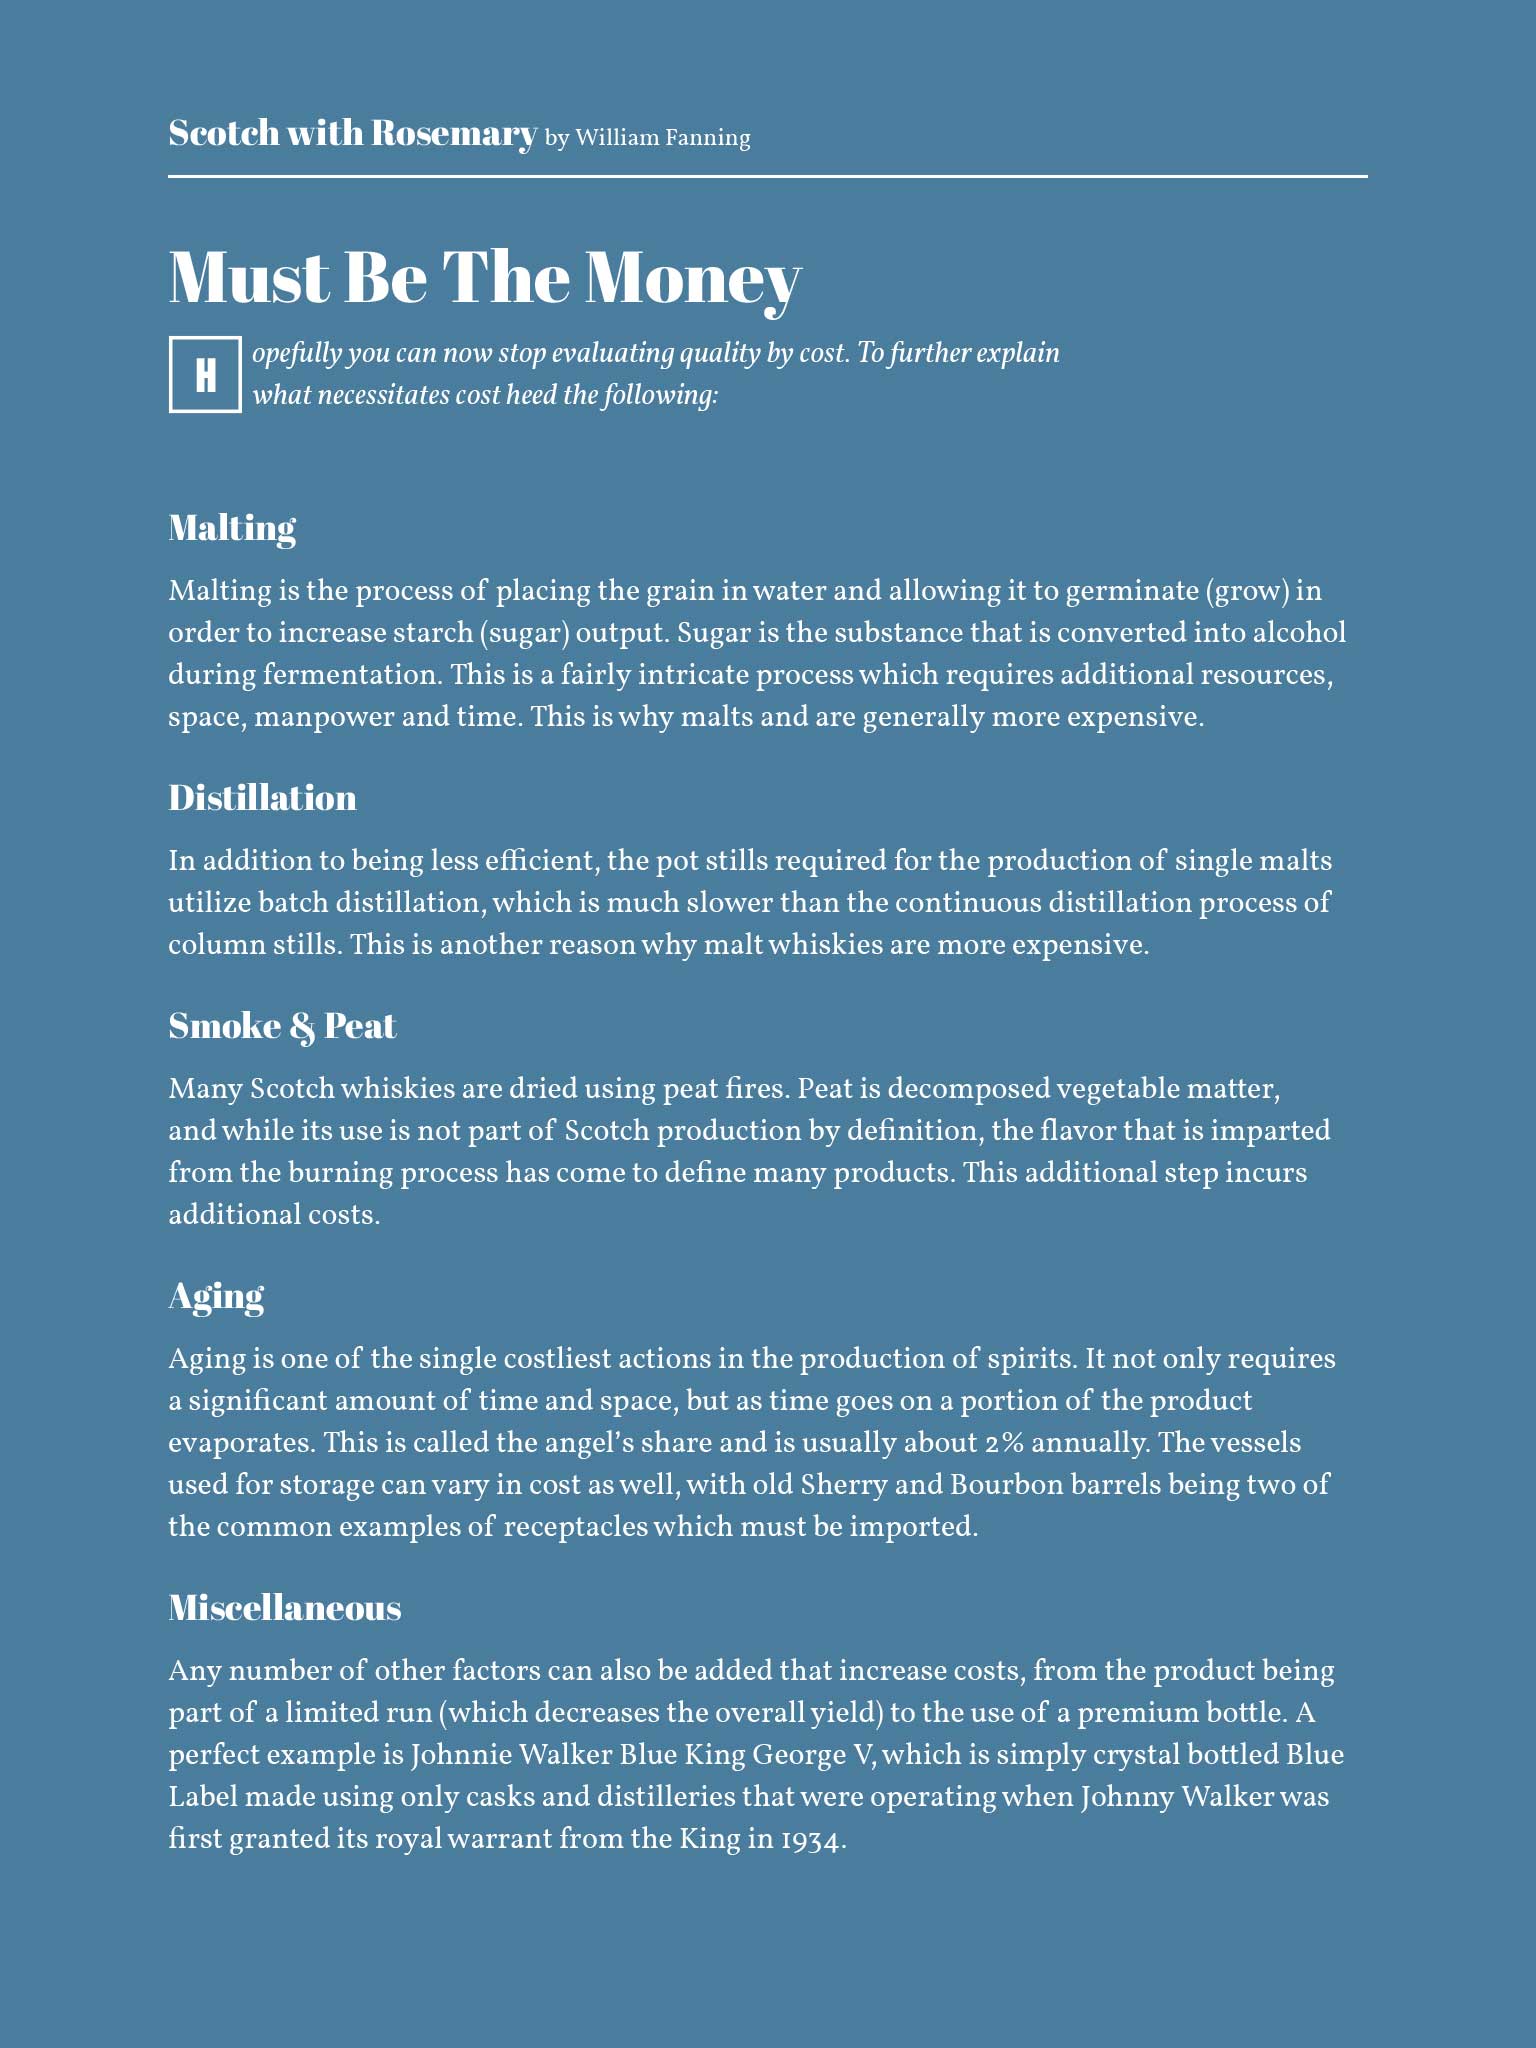 Scotch with Rosemary by William Fanning
Must Be The Money
Hopefully you can now stop evaluating quality by cost. To further explain
what necessitates cost heed the following:
Malting
Malting is the process of placing the grain in water and allowing it to germinate (grow) in
order to increase starch (sugar) output. Sugar is the substance that is converted into alcohol
during fermentation. This is a fairly intricate process which requires additional resources,
space, manpower and time. This is why malts and are generally more expensive.
Distillation
In addition to being less efficient, the pot stills required for the production of single malts
utilize batch distillation, which is much slower than the continuous distillation process of
column stills. This is another reason why malt whiskies are more expensive.
Smoke & Peat
Many Scotch whiskies are dried using peat fires. Peat is decomposed vegetable matter,
and while its use is not part of Scotch production by definition, the flavor that is imparted
from the burning process has come to define many products. This additional step incurs
additional costs.
Aging
Aging is one of the single costliest actions in the production of spirits. It not only requires
a significant amount of time and space, but as time goes on a portion of the product
evaporates. This is called the angel’s share and is usually about 2% annually. The vessels
used for storage can vary in cost as well, with old Sherry and Bourbon barrels being two of
the common examples of receptacles which must be imported.
Miscellaneous
Any number of other factors can also be added that increase costs, from the product being
part of a limited run (which decreases the overall yield) to the use of a premium bottle. A
perfect example is Johnnie Walker Blue King George V, which is simply crystal bottled Blue
Label made using only casks and distilleries that were operating when Johnny Walker was
first granted its royal warrant from the King in 1934.